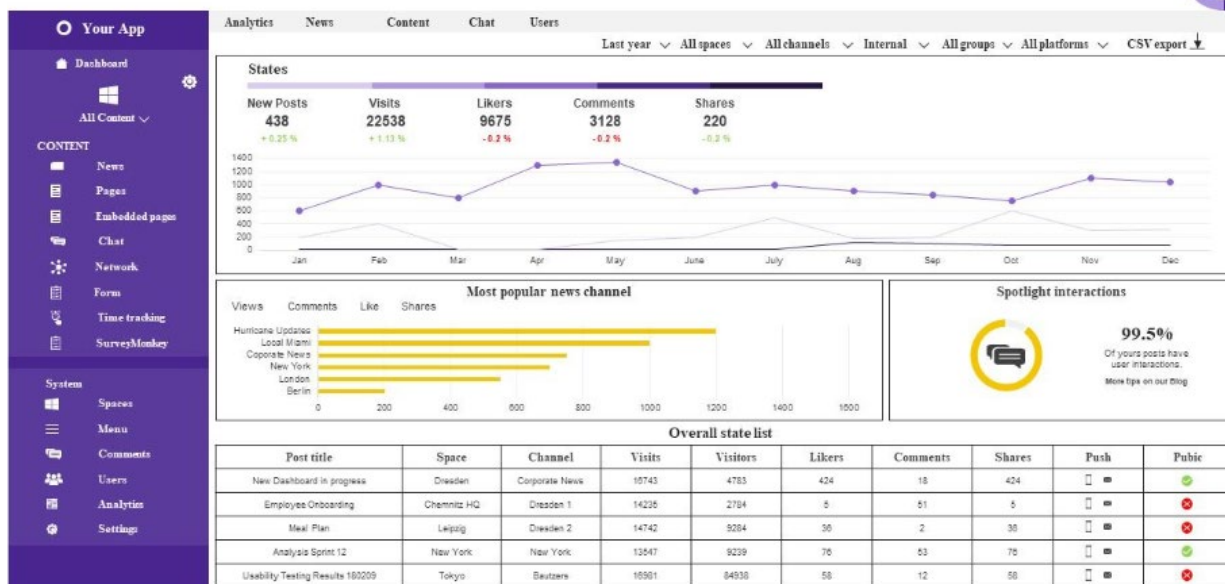 Your App
Dashboard
All Content
CONTENT
News
Pages
Embedded pages
Chat
Network
Form
Time tracking
SurveyMonkey
System
Spaces
Menu
Comments
Users
Analytics
Settings
Analytics News Content Chat Users
Last year All spaces All channels Internal All groups All platforms CSV export
States
New Posts Visits Likers Comments Shares
438 22538 9675 3128 220
+ 0.25 % + 1.13 % - 0.2 % - 0.2 % - 0.2 %
1400
1200
1000
800
600
400
200
0
Jan Feb Mar Apr May June July Aug Sep Oct Nov Dec
Most popular news channel
Views Comments Like Shares
Hurricane Updates
Local Miami
Coporate News
New York
London
Berlin
0 200 400 600 800 1000 1200 1400 1600
Spotlight interactions
99.5%
Of yours posts have
user interactions.
More tips on our Blog
Overall state list
Post title Space Channel Visits Visitors Likers Comments Shares Push Pubic
New Dashboard in progress Dresden Corporate News 16743 4783 424 18 424
Employee Onboarding Chemnitz HQ Dresden 1 14235 2784 5 51 5
Meal Plan Leipzig Dresden 2 14742 9284 36 2 36
Analysis Sprint 12 New York New York 13647 9239 76 53 76
Usability Testing Results 180209 Tokyo Bautzers 16981 84938 58 12 58